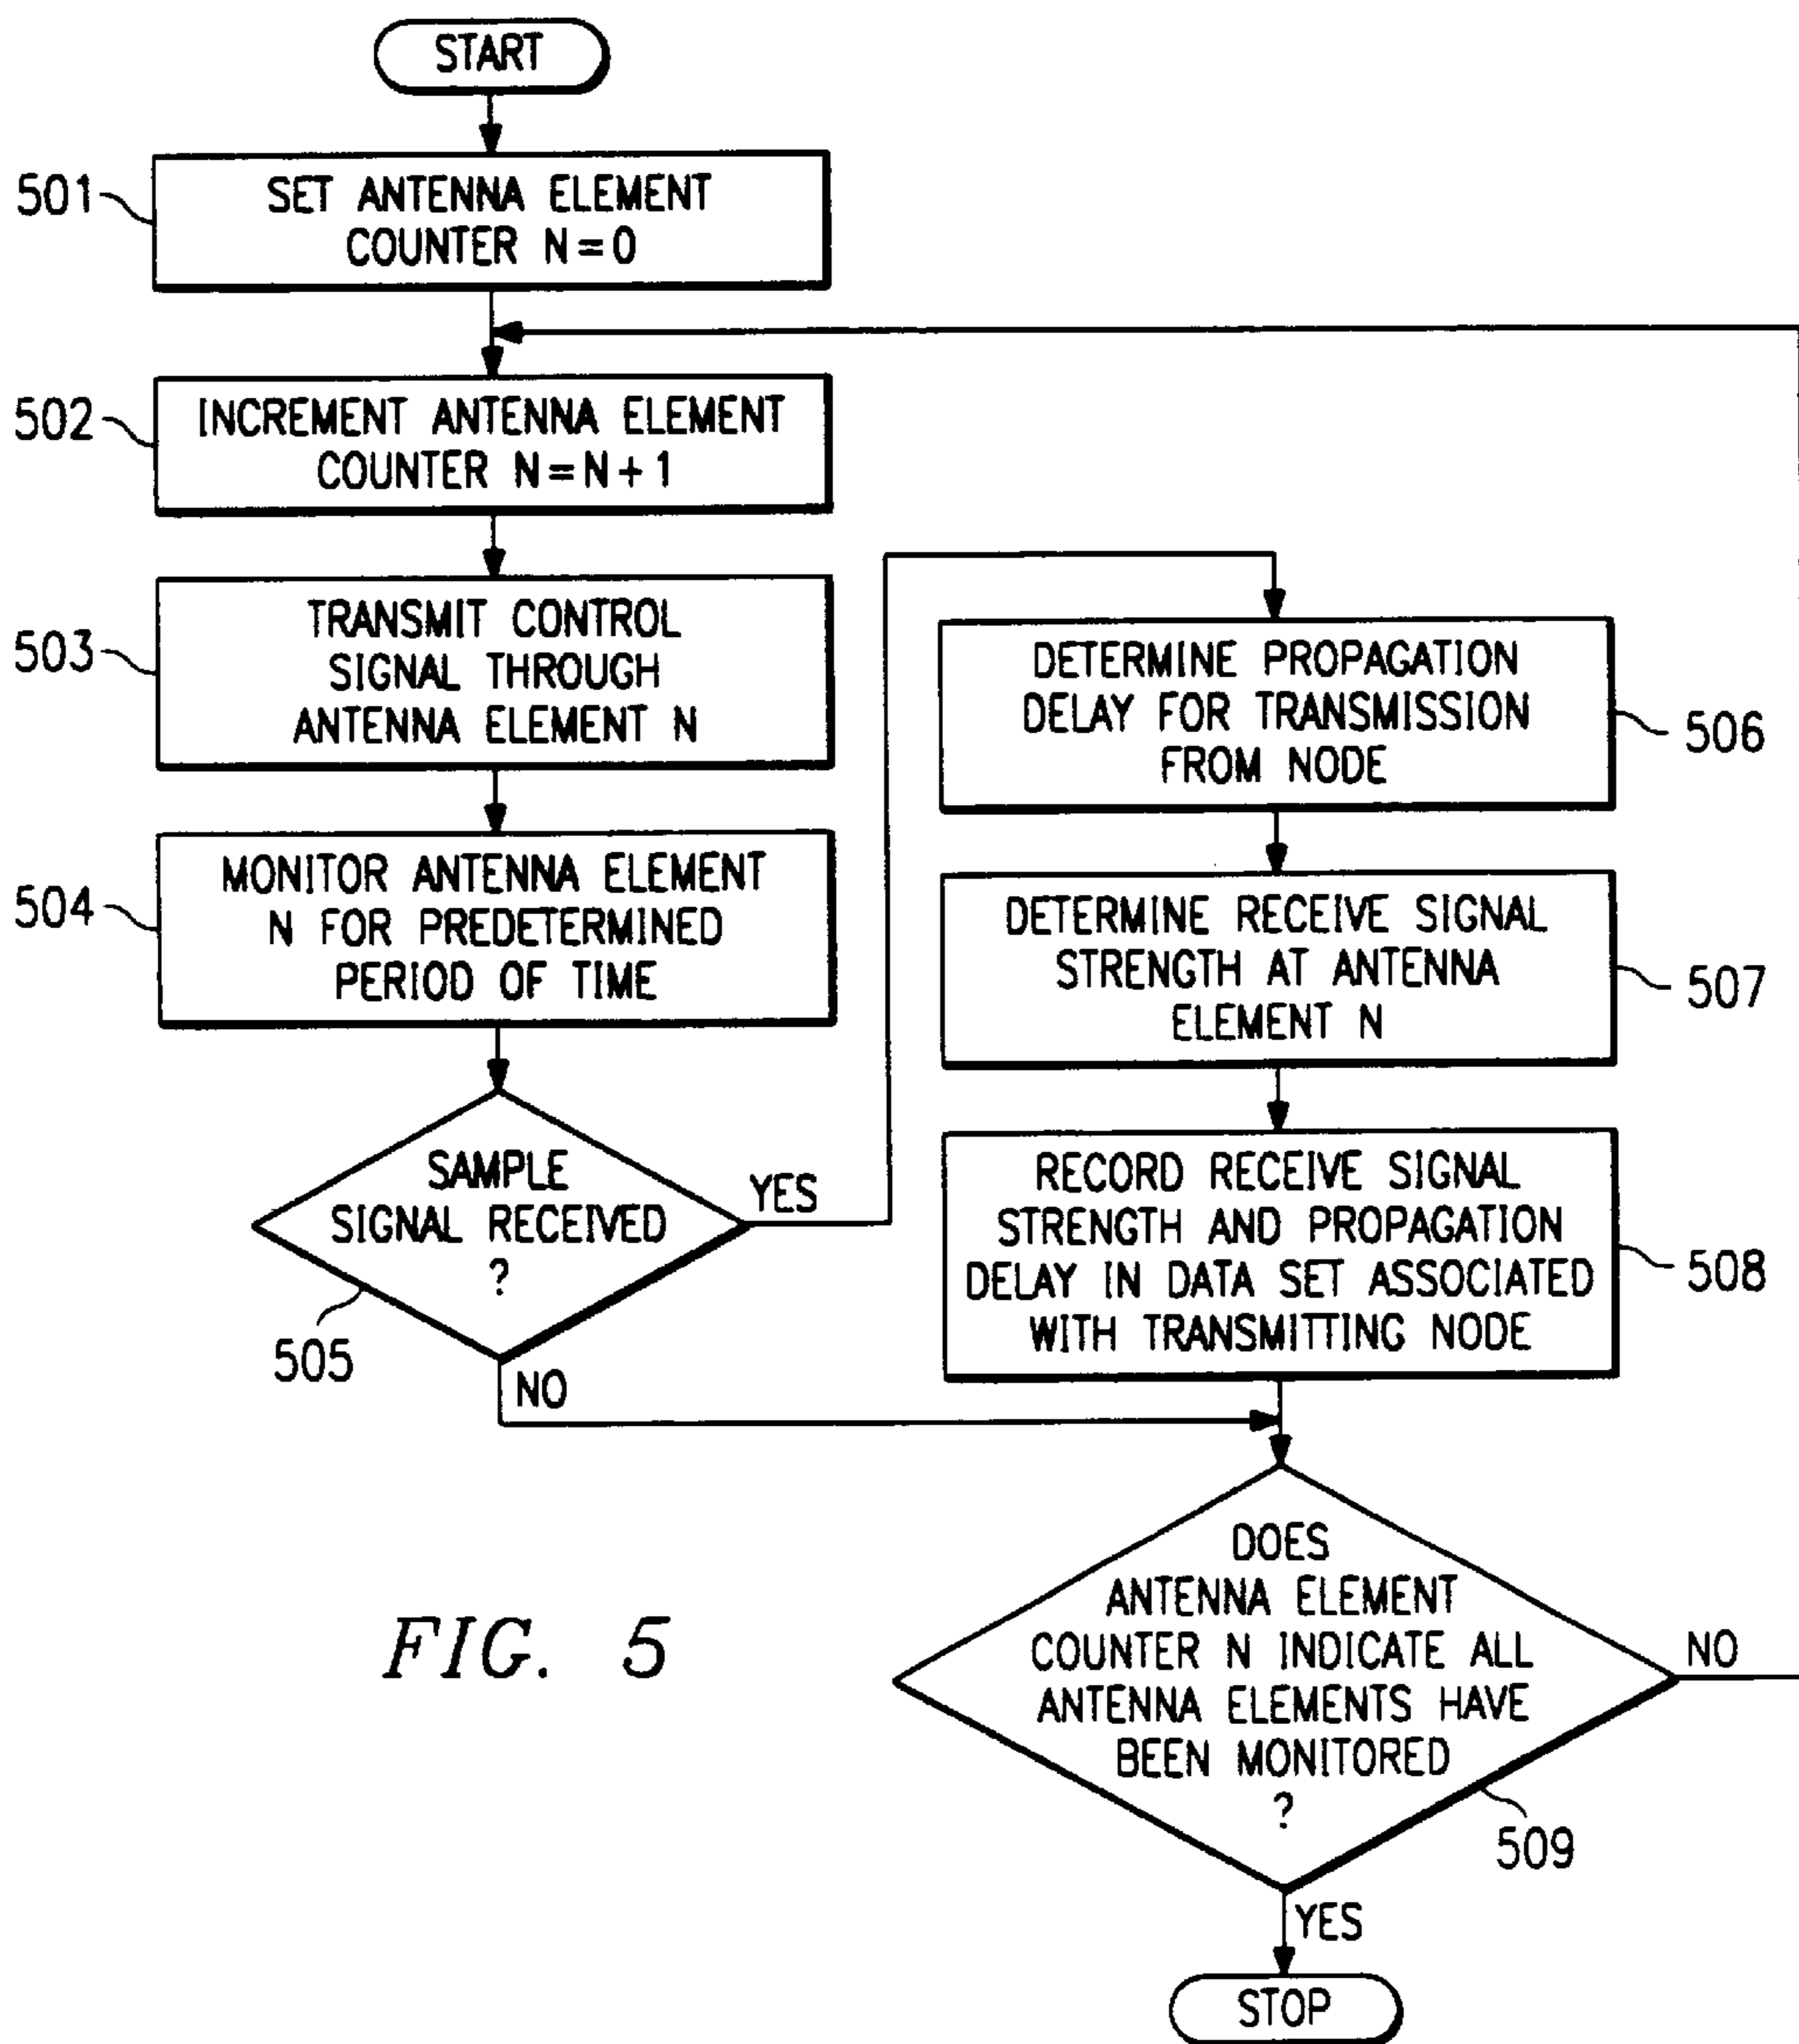 START
501
SET ANTENNA ELEMENT
COUNTER N=0
502
INCREMENT ANTENNA ELEMENT
COUNTER N=N+1
503
TRANSMIT CONTROL
SIGNAL THROUGH
ANTENNA ELEMENT N
504
MONITOR ANTENNA ELEMENT
N FOR PREDETERMINED
PERIOD OF TIME
SAMPLE
SIGNAL RECEIVED
?
505
YES
NO
DETERMINE PROPAGATION
DELAY FOR TRANSMISSION
FROM NODE
506
DETERMINE RECEIVE SIGNAL
STRENGTH AT ANTENNA
ELEMENT N
507
RECORD RECEIVE SIGNAL
STRENGTH AND PROPAGATION
DELAY IN DATA SET ASSOCIATED
WITH TRANSMITTING NODE
508
DOES
ANTENNA ELEMENT
COUNTER N INDICATE ALL
ANTENNA ELEMENTS HAVE
BEEN MONITORED
?
509
NO
YES
STOP
FIG. 5